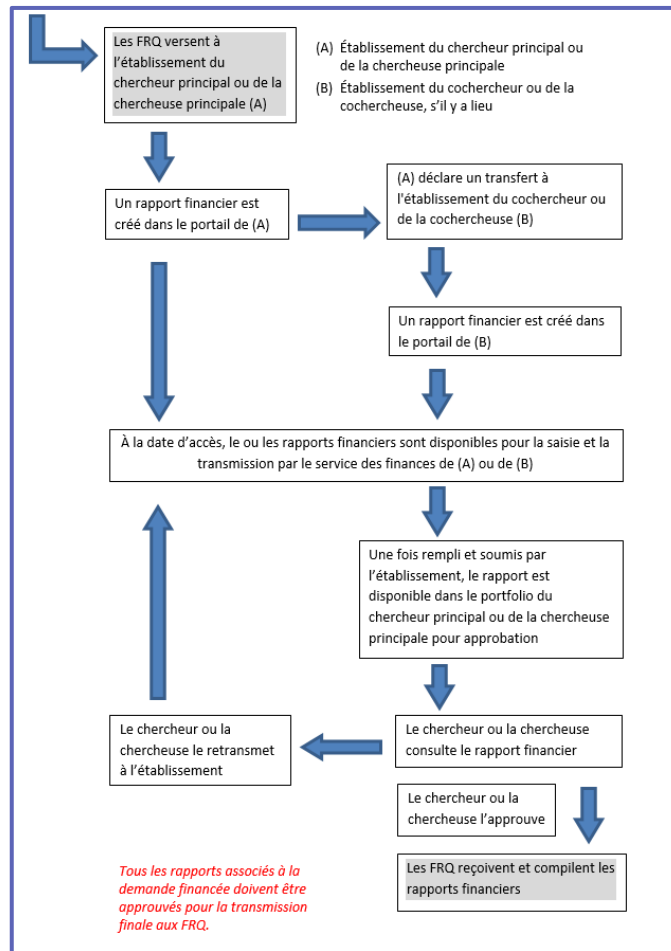 Les FRQ versent à
l'établissement du
chercheur principal ou de la
chercheuse principale (A)
(A) Établissement du chercheur principal ou
de la chercheuse principale
(B) Établissement du cochercheur ou de la
cochercheuse, s'il y a lieu
Un rapport financier est
créé dans le portail de (A)
(A) déclare un transfert à
l'établissement du cochercheur ou
de la cochercheuse (B)
Un rapport financier est créé dans
le portail de (B)
À la date d'accès, le ou les rapports financiers sont disponibles pour la saisie et la
transmission par le service des finances de (A) ou de (B)
Une fois rempli et soumis par
l'établissement, le rapport est
disponible dans le portfolio du
chercheur principal ou de la chercheuse
principale pour approbation
Le chercheur ou la
chercheuse le retransmet
à l'établissement
Le chercheur ou la chercheuse
consulte le rapport financier
Le chercheur ou la
chercheuse l'approuve
Les FRQ reçoivent et compilent les
rapports financiers
Tous les rapports associés à la
demande financée doivent être
approuvés pour la transmission
finale aux FRQ.